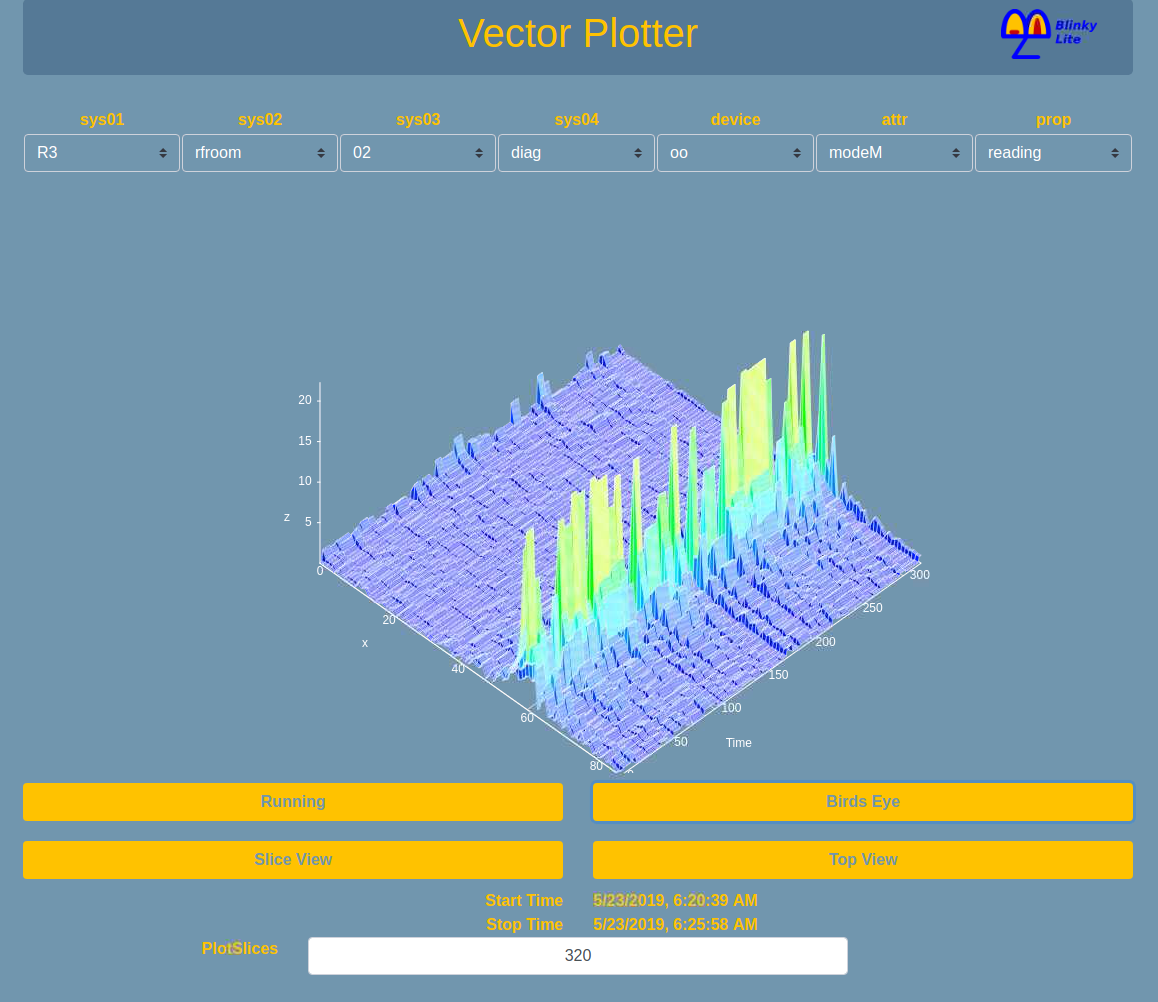 Vector Plotter
Blinky
Lite
sys01 sys02 sys03 sys04 device attr prop
R3 rfroom 02 diag oo modeM reading
20
15
10
5
z
0
20
x
40
60
80
300
250
200
150
100
50
Time
Running Birds Eye
Slice View Top View
Start Time 5/23/2019, 6:20:39 AM
Stop Time 5/23/2019, 6:25:58 AM
PlotSlices 320